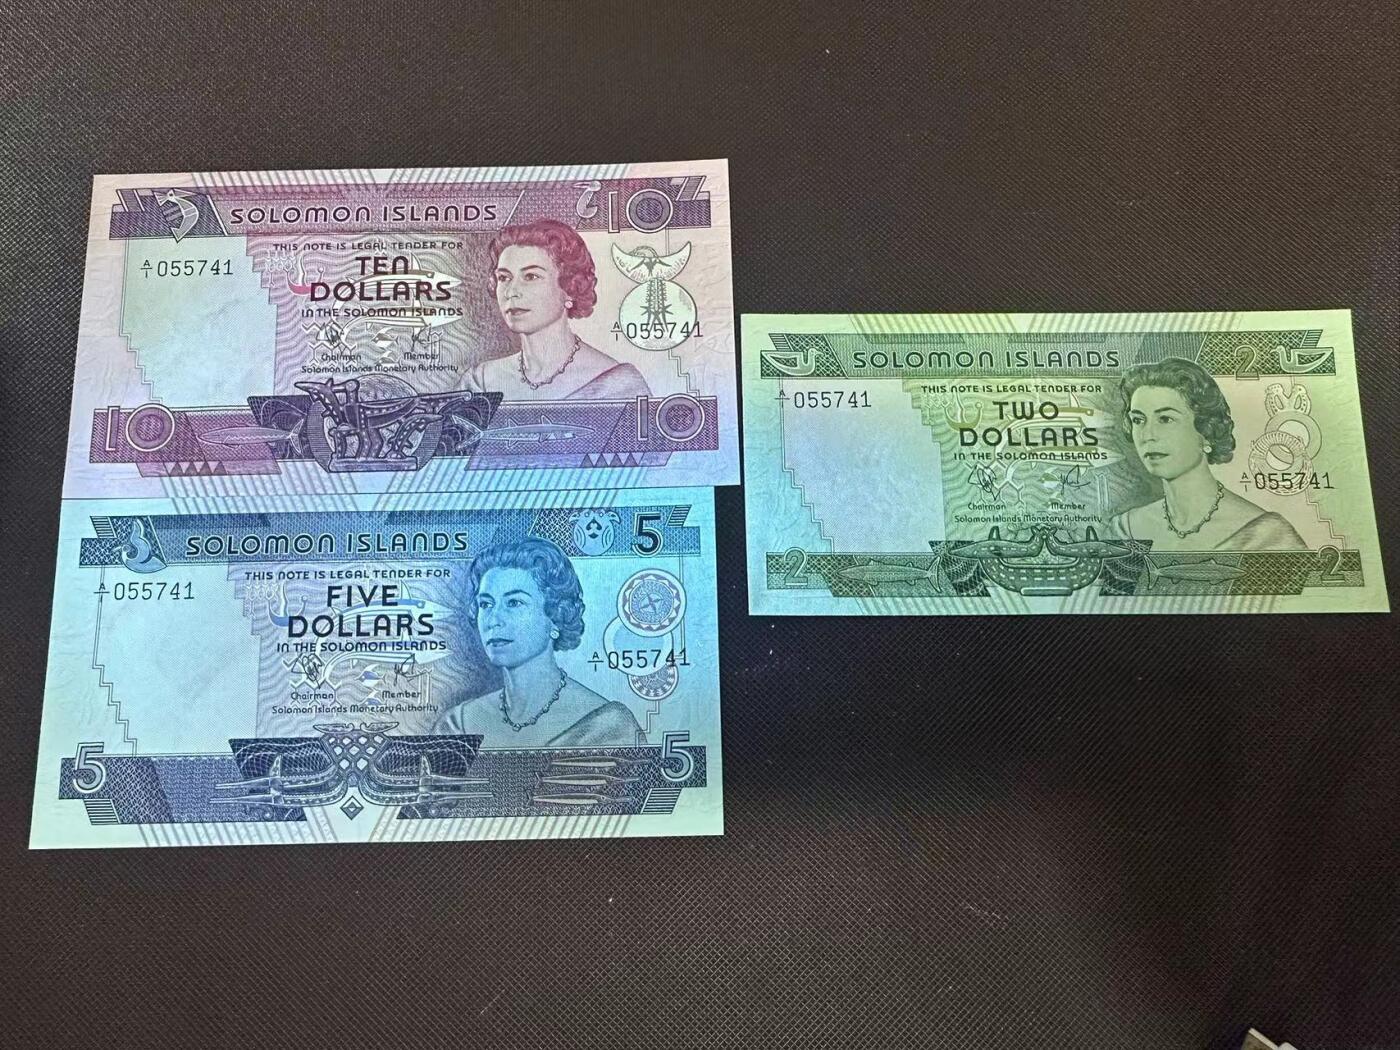 SOLOMON ISLANDS 10
THIS NOTE IS LEGAL TENDER FOR
A/1 055741
TEN
DOLLARS
IN THE SOLOMON ISLANDS
A/1 055741
Chairman Member
Solomon Islands Monetary Authority
10 10
SOLOMON ISLANDS 5
THIS NOTE IS LEGAL TENDER FOR
A/1 055741
FIVE
DOLLARS
IN THE SOLOMON ISLANDS
A/1 055741
Chairman Member
Solomon Islands Monetary Authority
5 5
SOLOMON ISLANDS 2
THIS NOTE IS LEGAL TENDER FOR
A/1 055741
TWO
DOLLARS
IN THE SOLOMON ISLANDS
A/1 055741
Chairman Member
Solomon Islands Monetary Authority
2 2